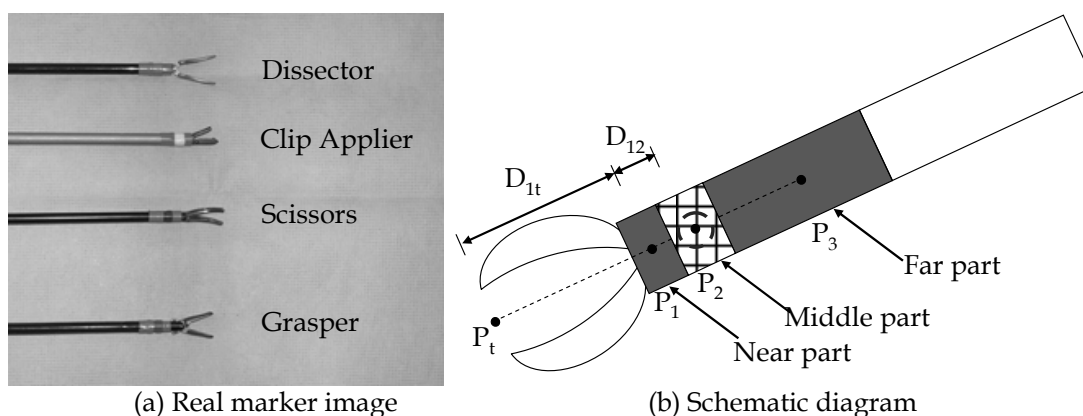 Dissector
Clip Applier
Scissors
Grasper
(a) Real marker image
D12
D1t
Pt
P1
P2
P3
Far part
Middle part
Near part
(b) Schematic diagram